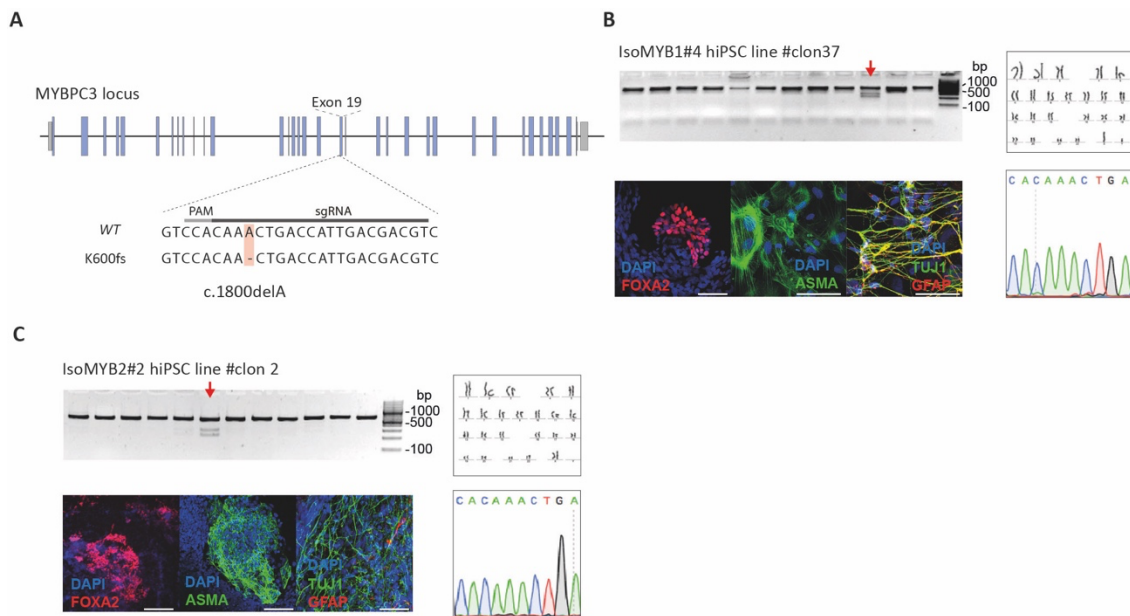 A
MYBPC3 locus
Exon 19
PAM
sgRNA
WT
GTCCACAAACTGACCATTGACGACGTC
K600fs
GTCCACAA-CTGACCATTGACGACGTC
c.1800delA
B
IsoMYB1#4 hiPSC line #clon37
bp
-1000
-500
-100
DAPI
FOXA2
DAPI
ASMA
DAPI
TUJ1
GFAP
C A C A A A C T G A
C
IsoMYB2#2 hiPSC line #clon 2
bp
-1000
-500
-100
DAPI
FOXA2
DAPI
ASMA
DAPI
TUJ1
GFAP
C A C A A A C T G A